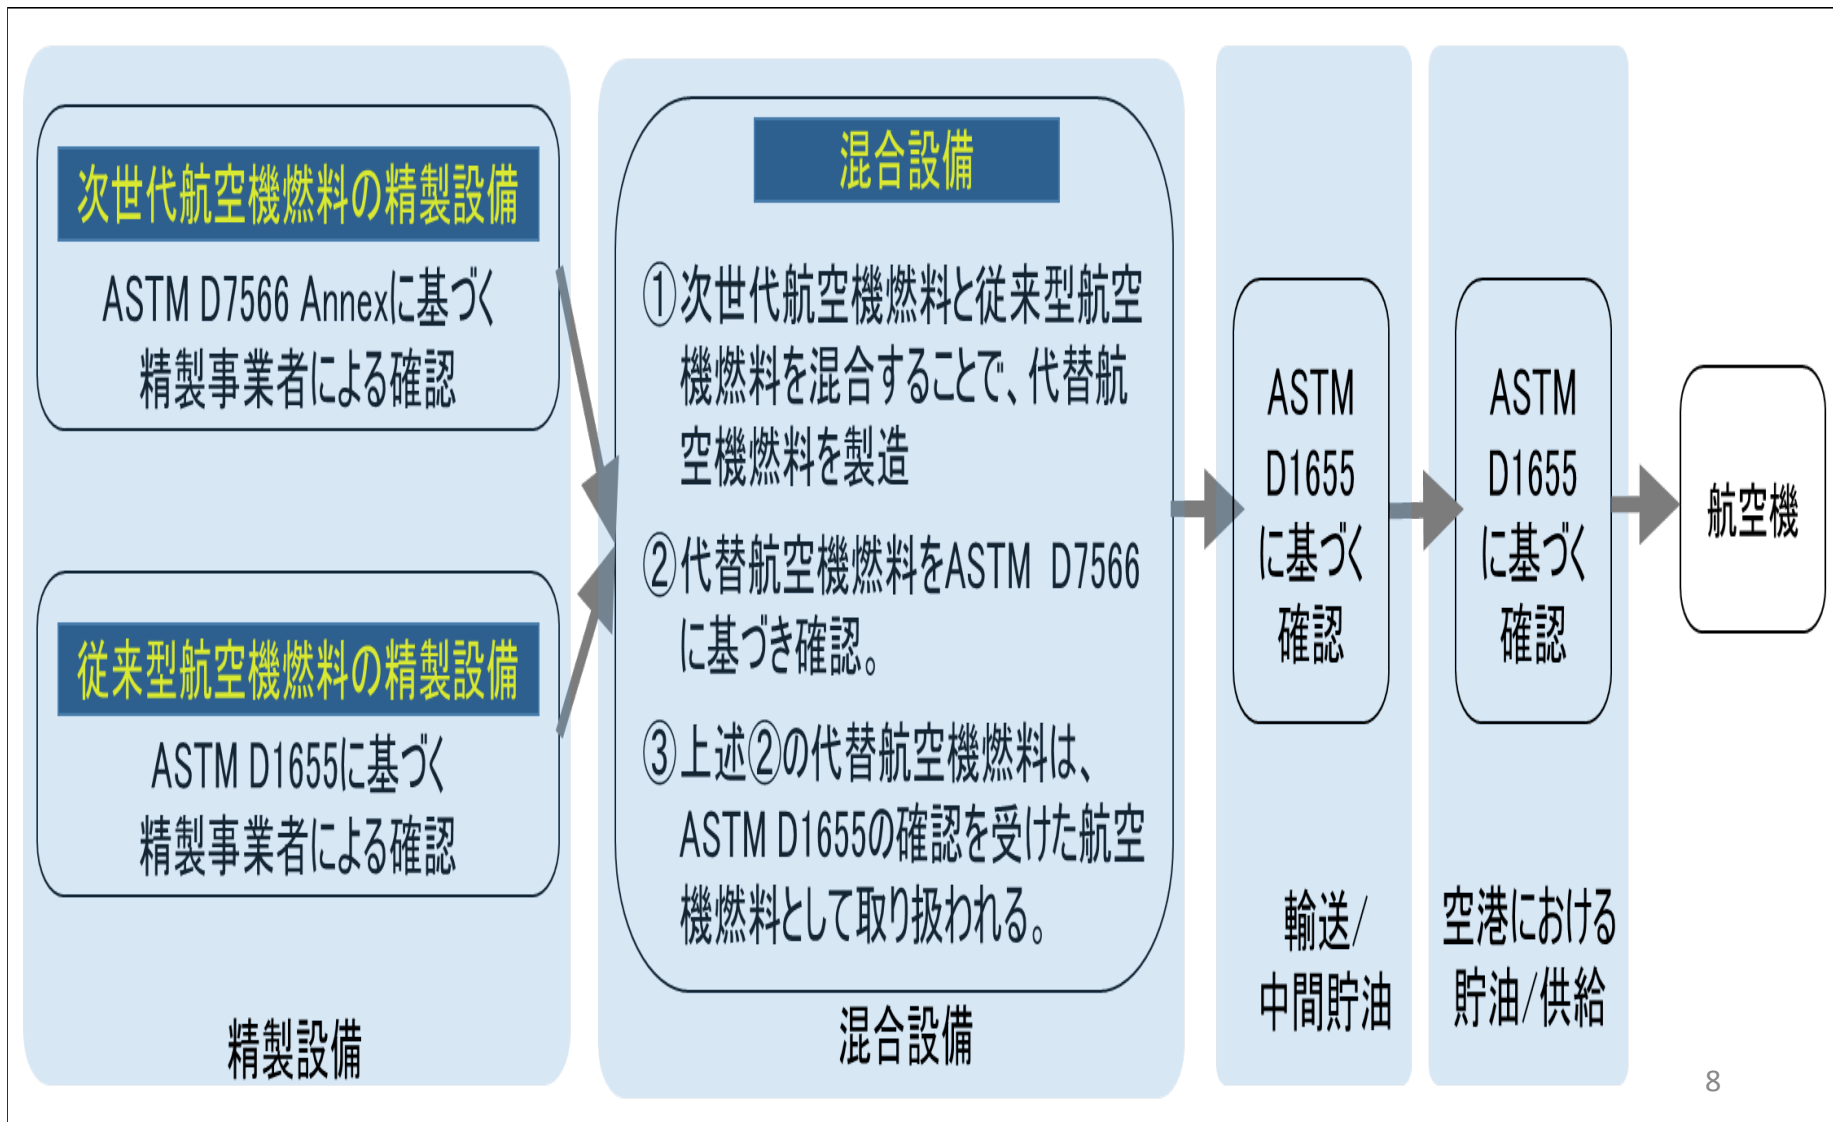 次世代航空機燃料の精製設備
ASTM D7566 Annexに基づく
精製事業者による確認
従来型航空機燃料の精製設備
ASTM D1655に基づく
精製事業者による確認
精製設備
混合設備
①次世代航空機燃料と従来型航空
機燃料を混合することで、代替航
空機燃料を製造
②代替航空機燃料をASTM D7566
に基づき確認。
③上述②の代替航空機燃料は、
ASTM D1655の確認を受けた航空
機燃料として取り扱われる。
混合設備
ASTM
D1655
に基づく
確認
輸送/
中間貯油
ASTM
D1655
に基づく
確認
空港における
貯油/供給
航空機
8